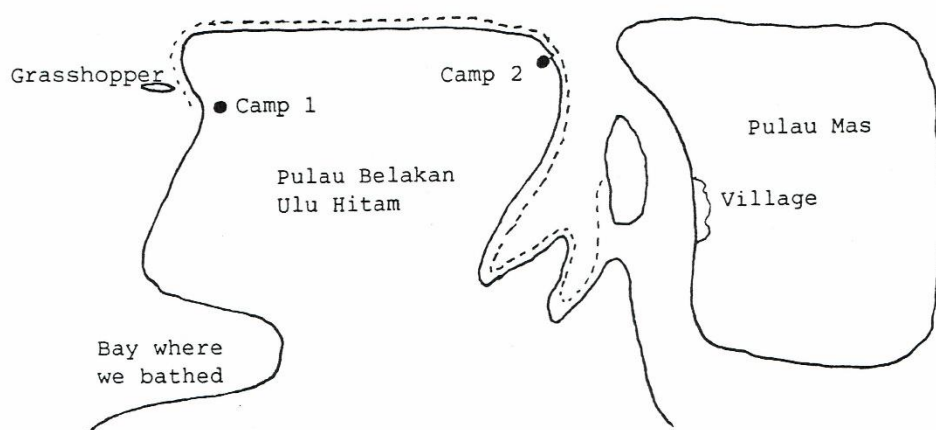 Grasshopper
Camp 1
Camp 2
Pulau Mas
Pulau Belakan
Ulu Hitam
Village
Bay where
we bathed